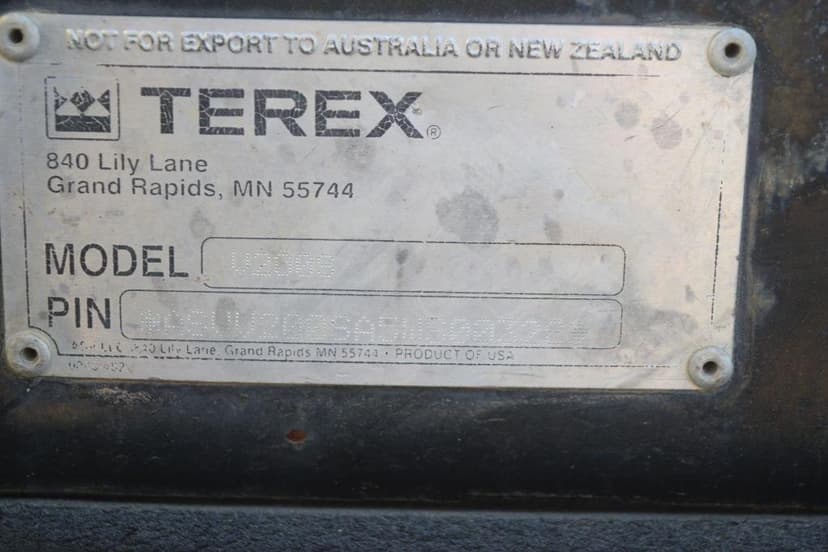 NOT FOR EXPORT TO AUSTRALIA OR NEW ZEALAND
TEREX®
840 Lily Lane
Grand Rapids, MN 55744
MODEL
PIN
840 Lily Lane, Grand Rapids MN 55744 • PRODUCT OF USA